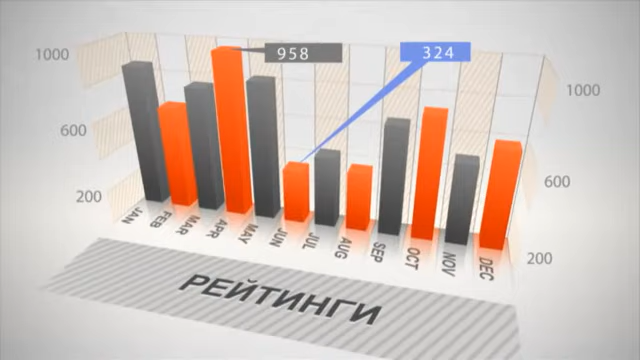 958
324
1000
600
200
1000
600
200
JAN
FEB
MAR
APR
MAY
JUN
JUL
AUG
SEP
OCT
NOV
DEC
РЕЙТИНГИ